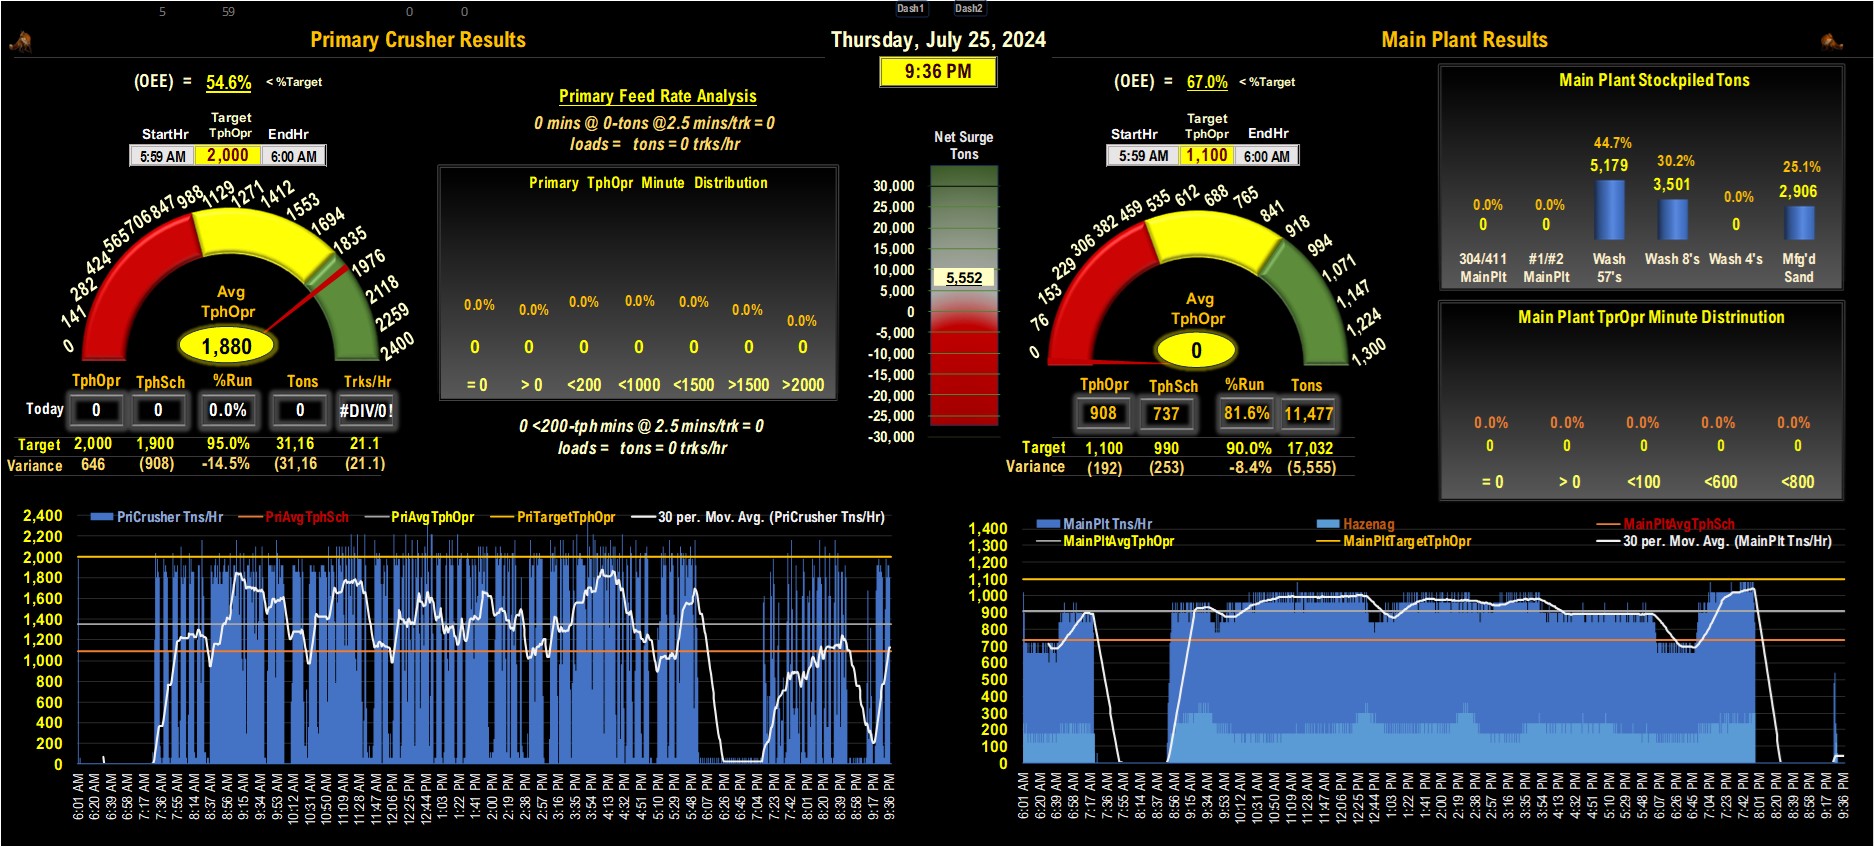 5 59 0 0 Dash1 Dash2
Primary Crusher Results
Thursday, July 25, 2024
Main Plant Results
9:36 PM
(OEE) = 54.6% < %Target
Target
StartHr TphOpr EndHr
5:59 AM 2,000 6:00 AM
0 141 282 424 565 706 847 988 1129 1271 1412 1553 1694 1835 1976 2118 2259 2400
Avg
TphOpr
1,880
TphOpr TphSch %Run Tons Trks/Hr
Today 0 0 0.0% 0 #DIV/0!
Target 2,000 1,900 95.0% 31,16 21.1
Variance 646 (908) -14.5% (31,16 (21.1)
Primary Feed Rate Analysis
0 mins @ 0-tons @2.5 mins/trk = 0
loads = tons = 0 trks/hr
Primary TphOpr Minute Distribution
0.0% 0.0% 0.0% 0.0% 0.0% 0.0% 0.0%
0 0 0 0 0 0 0
= 0 > 0 <200 <1000 <1500 >1500 >2000
0 <200-tph mins @ 2.5 mins/trk = 0
loads = tons = 0 trks/hr
Net Surge
Tons
30,000
25,000
20,000
15,000
10,000
5,552
5,000
0
-5,000
-10,000
-15,000
-20,000
-25,000
-30,000
(OEE) = 67.0% < %Target
Target
StartHr TphOpr EndHr
5:59 AM 1,100 6:00 AM
0 76 153 229 306 382 459 535 612 688 765 841 918 994 1,071 1,147 1,224 1,300
Avg
TphOpr
0
TphOpr TphSch %Run Tons
908 737 81.6% 11,477
Target 1,100 990 90.0% 17,032
Variance (192) (253) -8.4% (5,555)
Main Plant Stockpiled Tons
0.0% 0.0% 44.7% 30.2% 0.0% 25.1%
0 0 5,179 3,501 0 2,906
304/411 #1/#2 Wash Wash 8's Wash 4's Mfg'd
MainPlt MainPlt 57's Sand
Main Plant TprOpr Minute Distrinution
0.0% 0.0% 0.0% 0.0% 0.0%
0 0 0 0 0
= 0 > 0 <100 <600 <800
PriCrusher Tns/Hr PriAvgTphSch PriAvgTphOpr PriTargetTphOpr 30 per. Mov. Avg. (PriCrusher Tns/Hr)
2,400
2,200
2,000
1,800
1,600
1,400
1,200
1,000
800
600
400
200
0
6:01 AM 6:20 AM 6:39 AM 6:58 AM 7:17 AM 7:36 AM 7:55 AM 8:14 AM 8:37 AM 8:56 AM 9:15 AM 9:34 AM 9:53 AM 10:12 AM 10:31 AM 10:50 AM 11:09 AM 11:28 AM 11:47 AM 12:06 PM 12:25 PM 12:44 PM 1:03 PM 1:22 PM 1:41 PM 2:00 PM 2:19 PM 2:38 PM 2:57 PM 3:16 PM 3:35 PM 3:54 PM 4:13 PM 4:32 PM 4:51 PM 5:10 PM 5:29 PM 5:48 PM 6:07 PM 6:26 PM 6:45 PM 7:04 PM 7:23 PM 7:42 PM 8:01 PM 8:20 PM 8:39 PM 8:58 PM 9:17 PM 9:36 PM
MainPlt Tns/Hr Hazenag MainPltAvgTphSch
MainPltAvgTphOpr MainPltTargetTphOpr 30 per. Mov. Avg. (MainPlt Tns/Hr)
1,400
1,300
1,200
1,100
1,000
900
800
700
600
500
400
300
200
100
0
6:01 AM 6:20 AM 6:39 AM 6:58 AM 7:17 AM 7:36 AM 7:55 AM 8:14 AM 8:37 AM 8:56 AM 9:15 AM 9:34 AM 9:53 AM 10:12 AM 10:31 AM 10:50 AM 11:09 AM 11:28 AM 11:47 AM 12:06 PM 12:25 PM 12:44 PM 1:03 PM 1:22 PM 1:41 PM 2:00 PM 2:19 PM 2:38 PM 2:57 PM 3:16 PM 3:35 PM 3:54 PM 4:13 PM 4:32 PM 4:51 PM 5:10 PM 5:29 PM 5:48 PM 6:07 PM 6:26 PM 6:45 PM 7:04 PM 7:23 PM 7:42 PM 8:01 PM 8:20 PM 8:39 PM 8:58 PM 9:17 PM 9:36 PM